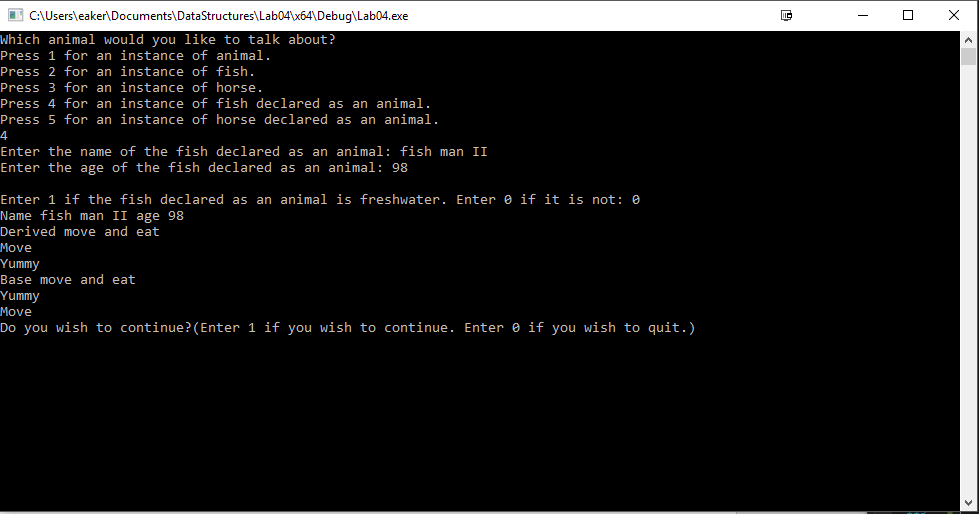 C:\Users\eaker\Documents\DataStructures\Lab04\x64\Debug\Lab04.exe
Which animal would you like to talk about?
Press 1 for an instance of animal.
Press 2 for an instance of fish.
Press 3 for an instance of horse.
Press 4 for an instance of fish declared as an animal.
Press 5 for an instance of horse declared as an animal.
4
Enter the name of the fish declared as an animal: fish man II
Enter the age of the fish declared as an animal: 98
Enter 1 if the fish declared as an animal is freshwater. Enter 0 if it is not: 0
Name fish man II age 98
Derived move and eat
Move
Yummy
Base move and eat
Yummy
Move
Do you wish to continue?(Enter 1 if you wish to continue. Enter 0 if you wish to quit.)